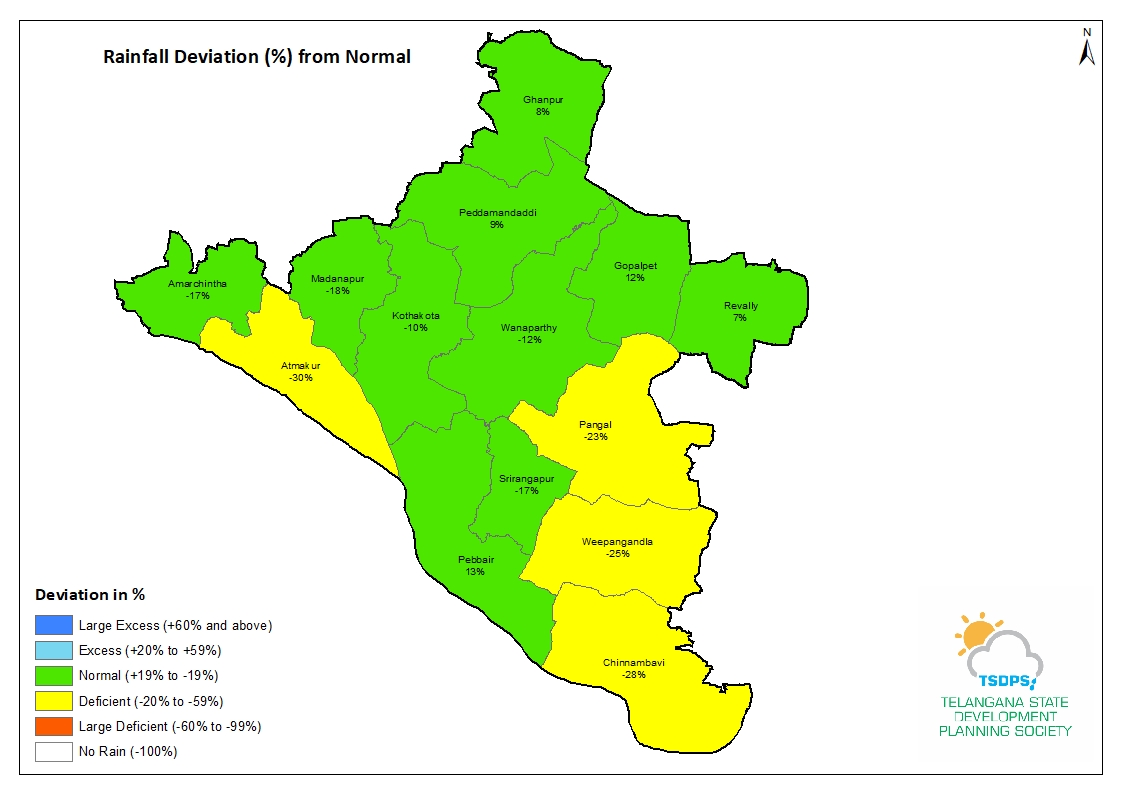 Rainfall Deviation (%) from Normal
N
Ghanpur
8%
Peddamandaddi
9%
Gopalpet
12%
Amarchintha
-17%
Madanapur
-18%
Revally
7%
Kothakota
-10%
Wanaparthy
-12%
Atmakur
-30%
Pangal
-23%
Srirangapur
-17%
Weepangandla
-25%
Pebbair
13%
Chinnambavi
-28%
Deviation in %
Large Excess (+60% and above)
Excess (+20% to +59%)
Normal (+19% to -19%)
Deficient (-20% to -59%)
Large Deficient (-60% to -99%)
No Rain (-100%)
TSDPS
TELANGANA STATE
DEVELOPMENT
PLANNING SOCIETY